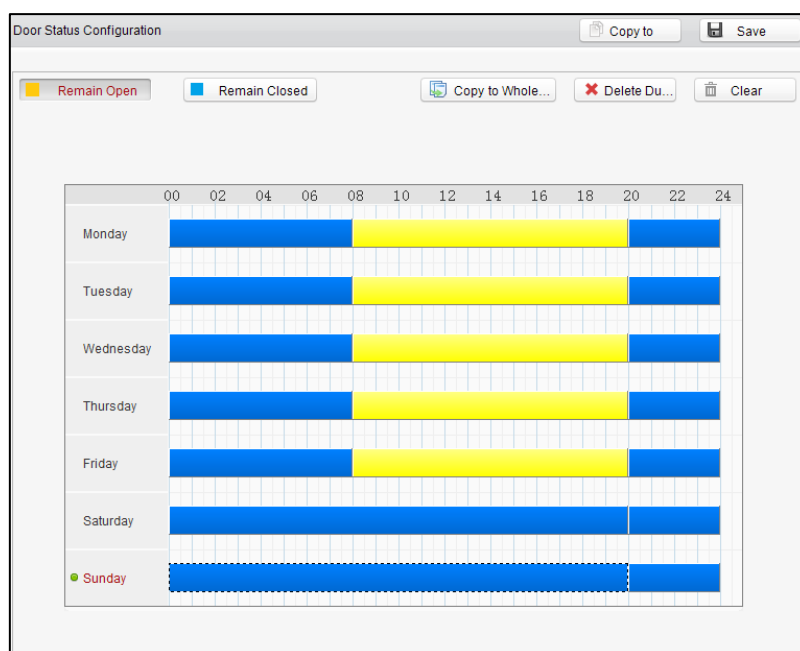 Door Status Configuration Copy to Save
Remain Open Remain Closed Copy to Whole... Delete Du... Clear
00 02 04 06 08 10 12 14 16 18 20 22 24
Monday
Tuesday
Wednesday
Thursday
Friday
Saturday
Sunday